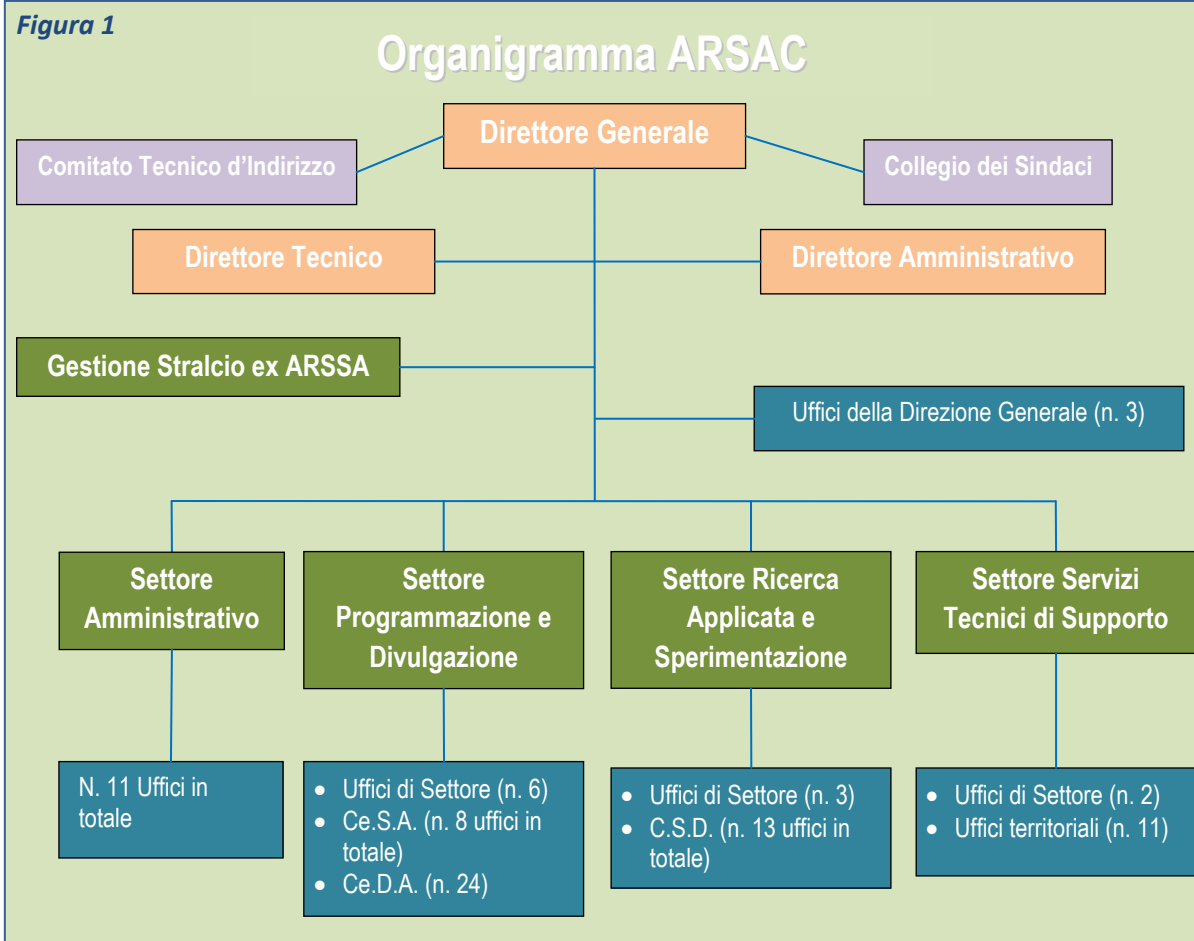 Figura 1
Organigramma ARSAC
Direttore Generale
Comitato Tecnico d'Indirizzo
Collegio dei Sindaci
Direttore Tecnico
Direttore Amministrativo
Gestione Stralcio ex ARSSA
Uffici della Direzione Generale (n. 3)
Settore
Amministrativo
Settore
Programmazione e
Divulgazione
Settore Ricerca
Applicata e
Sperimentazione
Settore Servizi
Tecnici di Supporto
N. 11 Uffici in
totale
• Uffici di Settore (n. 6)
• Ce.S.A. (n. 8 uffici in
totale)
• Ce.D.A. (n. 24)
• Uffici di Settore (n. 3)
• C.S.D. (n. 13 uffici in
totale)
• Uffici di Settore (n. 2)
• Uffici territoriali (n. 11)